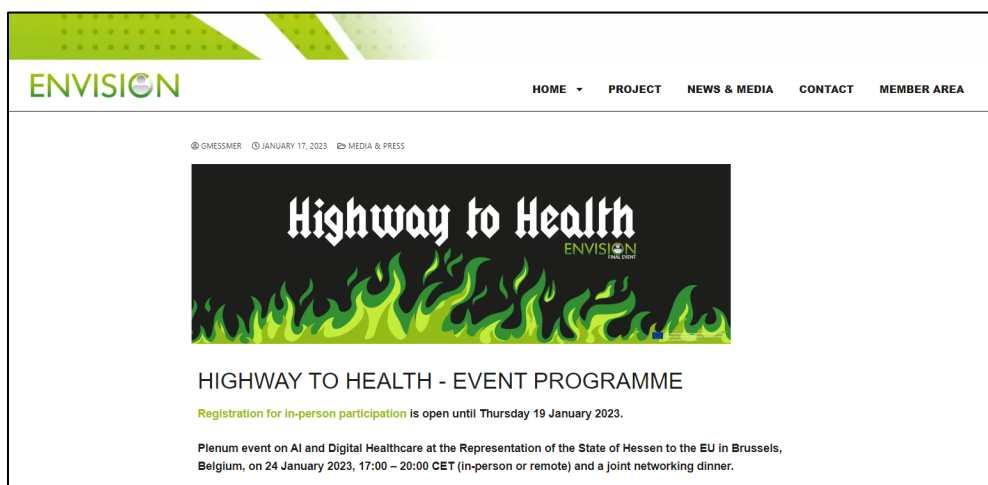 ENVISION
HOME PROJECT NEWS & MEDIA CONTACT MEMBER AREA
GMESSMER JANUARY 17, 2023 MEDIA & PRESS
Highway to Health
ENVISION
FINAL EVENT
HIGHWAY TO HEALTH - EVENT PROGRAMME
Registration for in-person participation is open until Thursday 19 January 2023.
Plenum event on AI and Digital Healthcare at the Representation of the State of Hessen to the EU in Brussels,
Belgium, on 24 January 2023, 17:00 – 20:00 CET (in-person or remote) and a joint networking dinner.